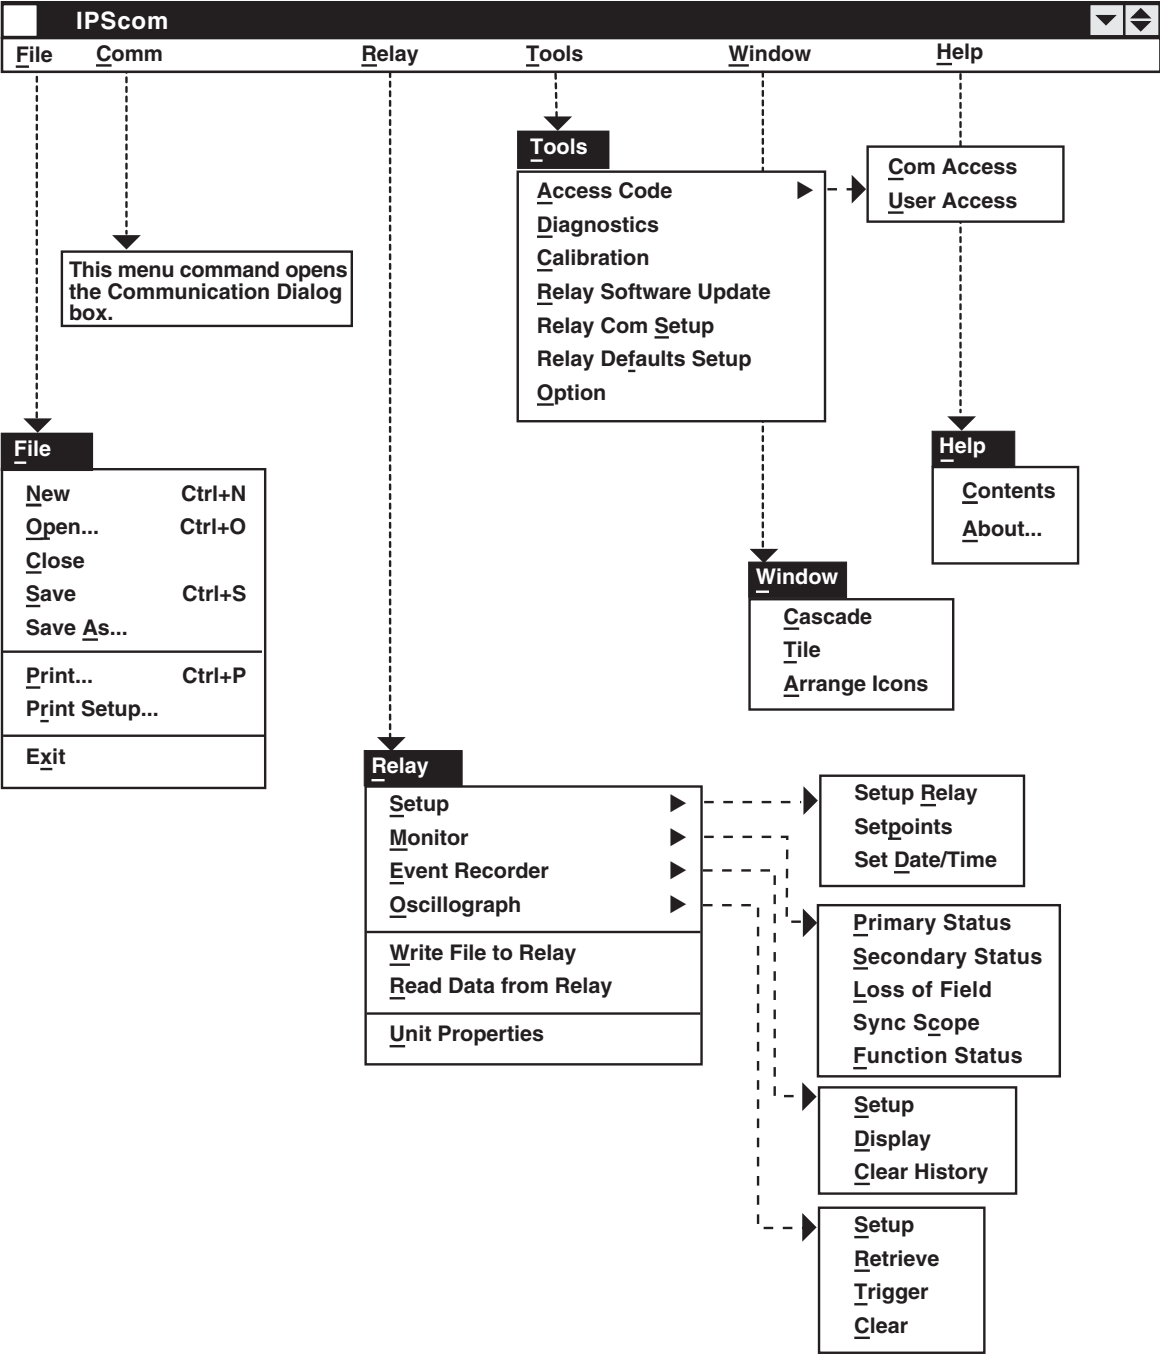 IPScom
File Comm Relay Tools Window Help
Tools
Access Code
Diagnostics
Calibration
Relay Software Update
Relay Com Setup
Relay Defaults Setup
Option
Com Access
User Access
This menu command opens
the Communication Dialog
box.
File
New Ctrl+N
Open... Ctrl+O
Close
Save Ctrl+S
Save As...
Print... Ctrl+P
Print Setup...
Exit
Help
Contents
About...
Window
Cascade
Tile
Arrange Icons
Relay
Setup
Monitor
Event Recorder
Oscillograph
Write File to Relay
Read Data from Relay
Unit Properties
Setup Relay
Setpoints
Set Date/Time
Primary Status
Secondary Status
Loss of Field
Sync Scope
Function Status
Setup
Display
Clear History
Setup
Retrieve
Trigger
Clear